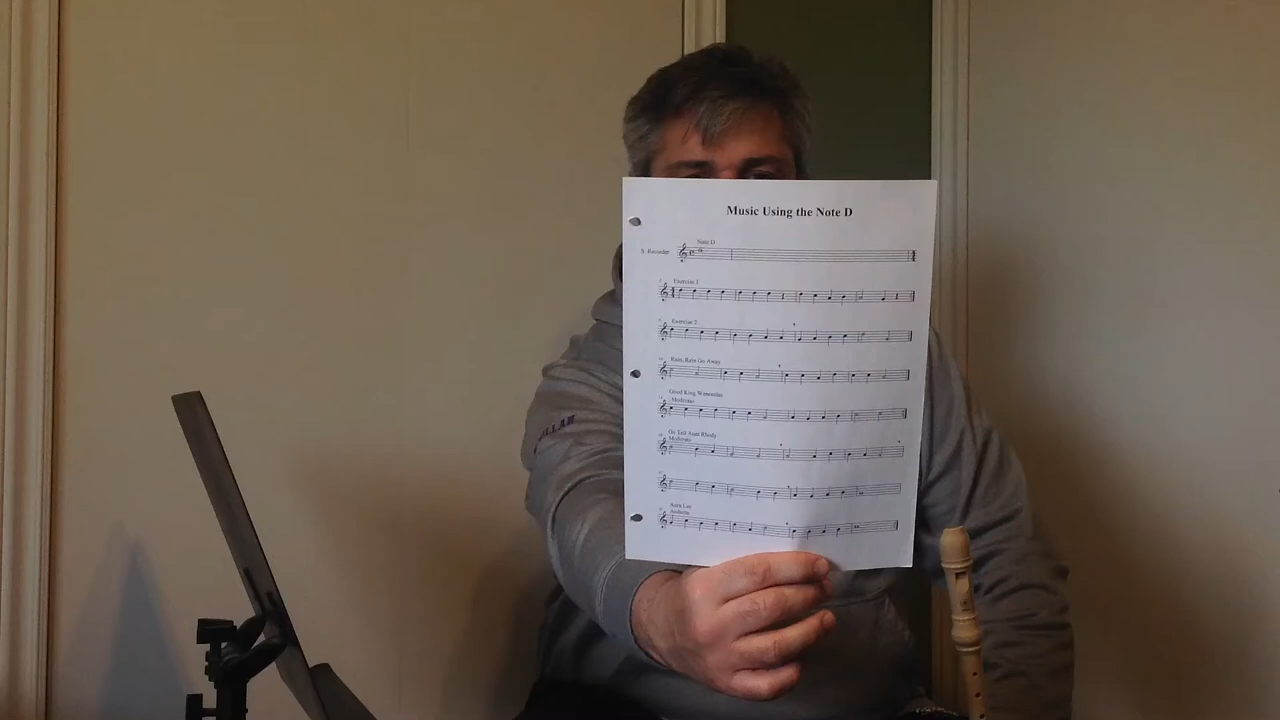 Music Using the Note D
Note D
S. Recorder
Exercise 1
Exercise 2
Rain, Rain Go Away
Good King Wenceslas
Moderato
Go Tell Aunt Rhody
Moderato
Aura Lee
Andante